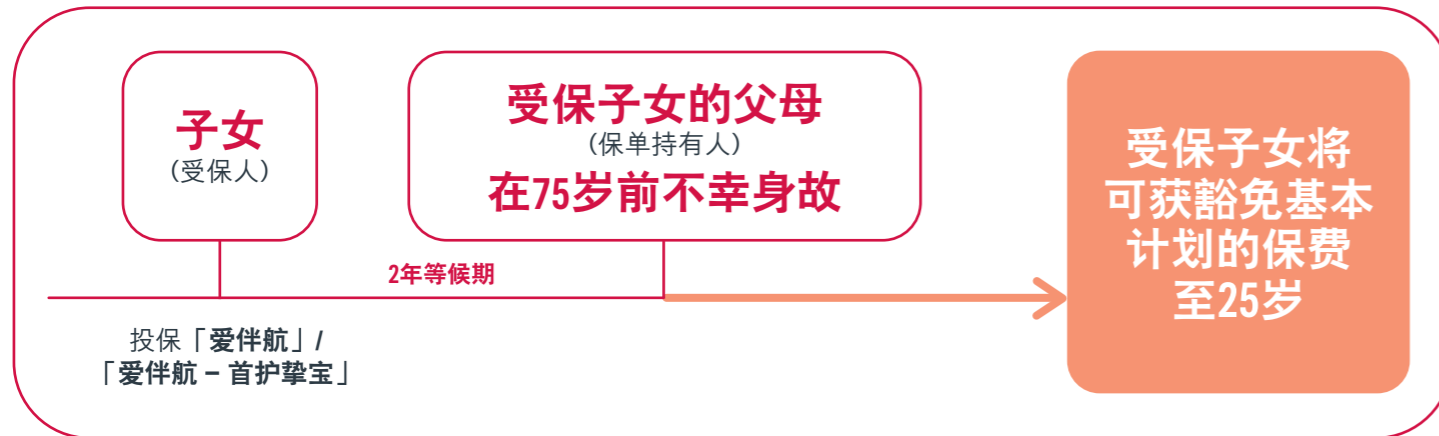 子女
(受保人)
受保子女的父母
(保单持有人)
在75岁前不幸身故
2年等候期
投保「爱伴航」/
「爱伴航 – 首护挚宝」
受保子女将
可获豁免基本
计划的保费
至25岁